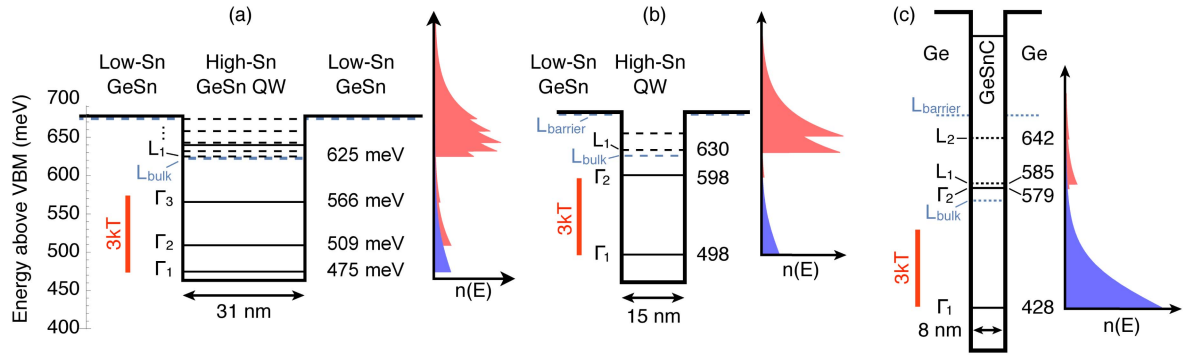 (a)
Low-Sn
GeSn
High-Sn
GeSn QW
Low-Sn
GeSn
Energy above VBM (meV)
700
650
600
550
500
450
400
⋮
L1
Lbulk
625 meV
Γ3
566 meV
Γ2
509 meV
Γ1
475 meV
3kT
31 nm
n(E)
(b)
Low-Sn
GeSn
High-Sn
QW
Lbarrier
L1
630
Lbulk
Γ2
598
Γ1
498
3kT
15 nm
n(E)
(c)
Ge
GeSnC
Ge
Lbarrier
L2
642
L1
585
Γ2
579
Lbulk
3kT
Γ1
428
8 nm
n(E)